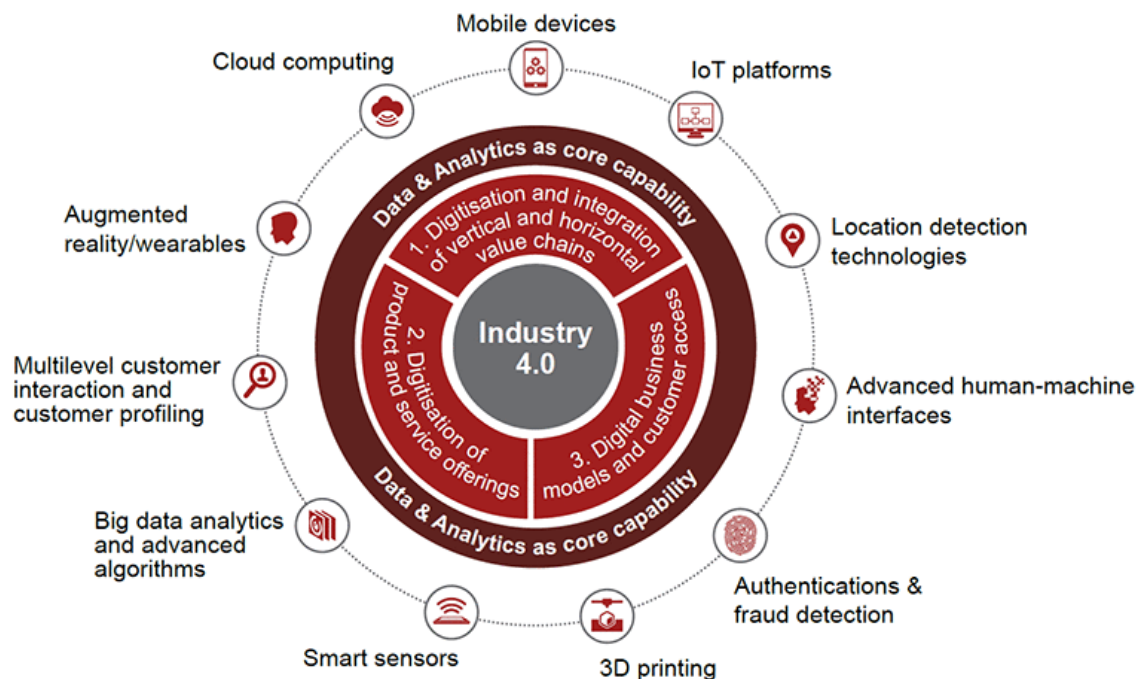 Mobile devices
Cloud computing
IoT platforms
Augmented
reality/wearables
Location detection
technologies
Multilevel customer
interaction and
customer profiling
Advanced human-machine
interfaces
Big data analytics
and advanced
algorithms
Authentications &
fraud detection
Smart sensors
3D printing
Data & Analytics as core capability
1. Digitisation and integration
of vertical and horizontal
value chains
2. Digitisation of
product and service offerings
3. Digital business
models and customer access
Industry
4.0
Data & Analytics as core capability